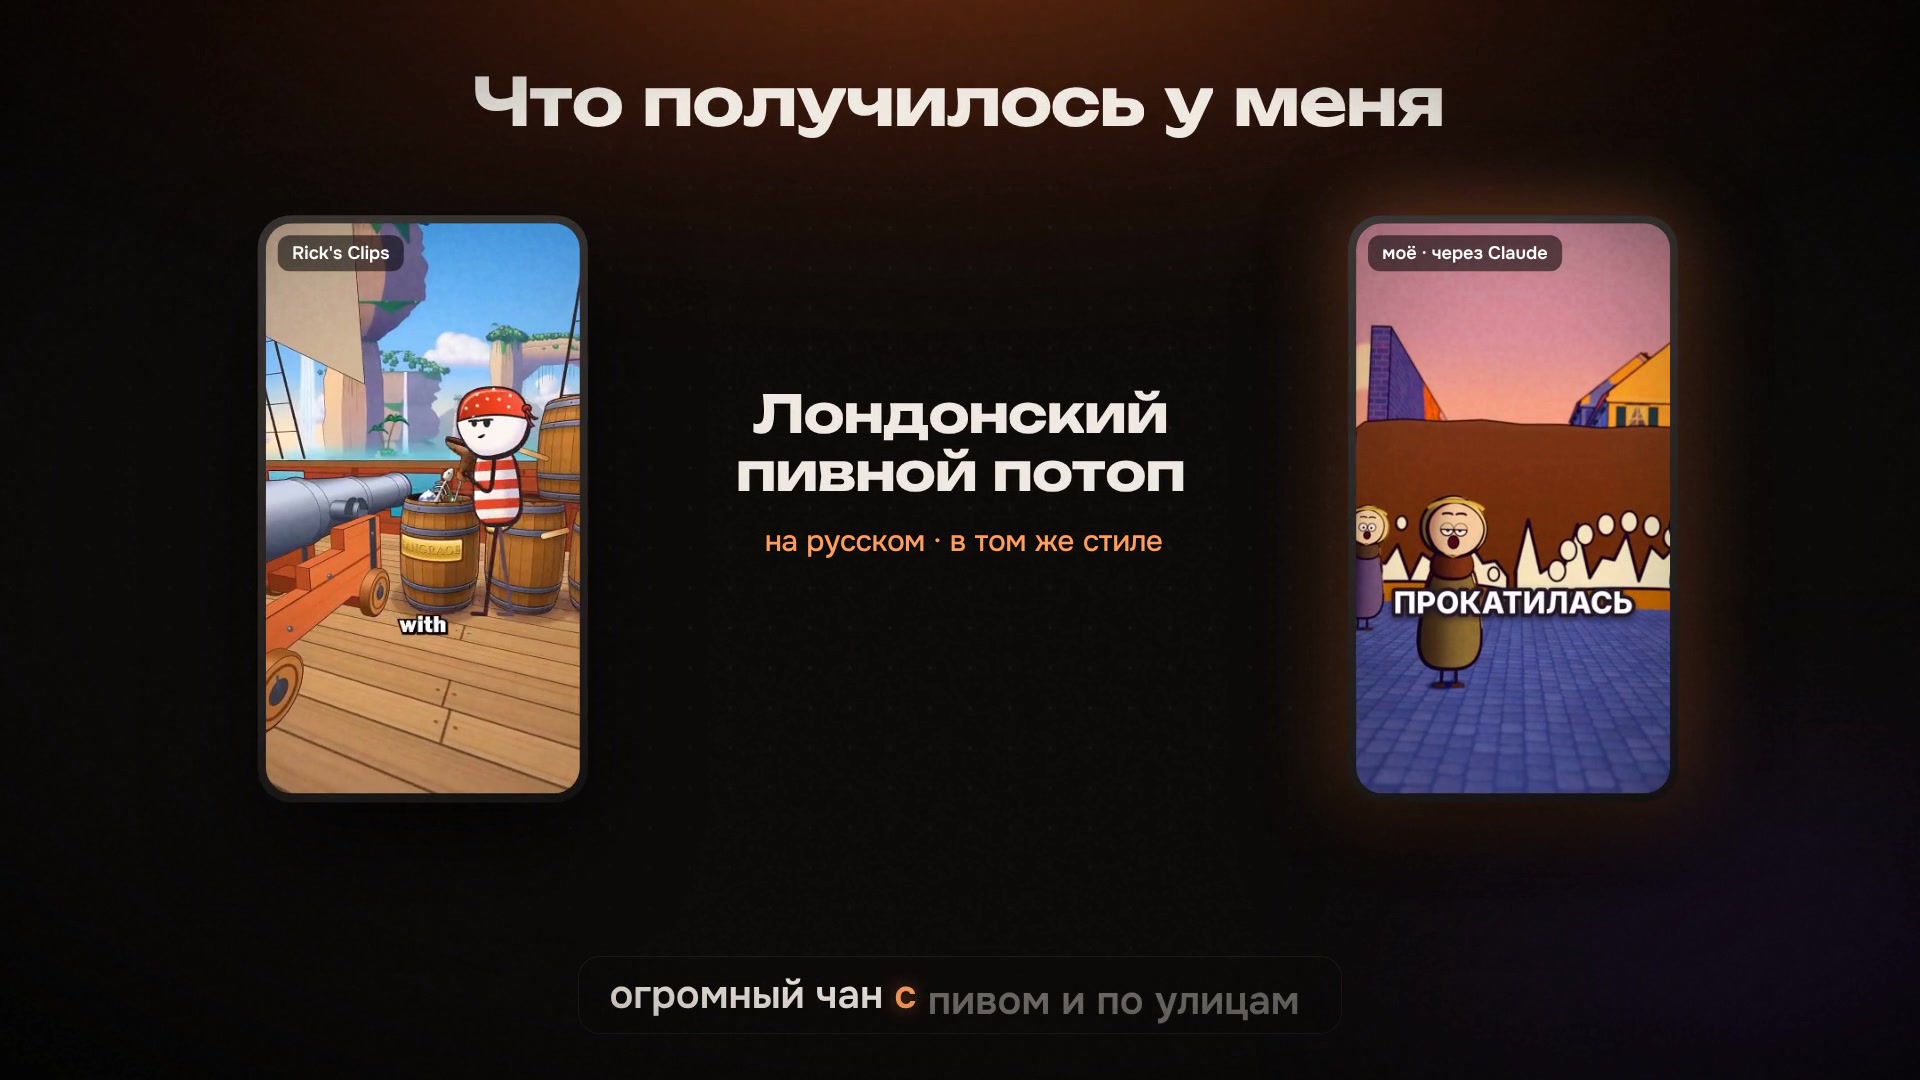 Что получилось у меня
Rick's Clips
with
Лондонский
пивной потоп
на русском · в том же стиле
моё · через Claude
ПРОКАТИЛАСЬ
огромный чан с пивом и по улицам